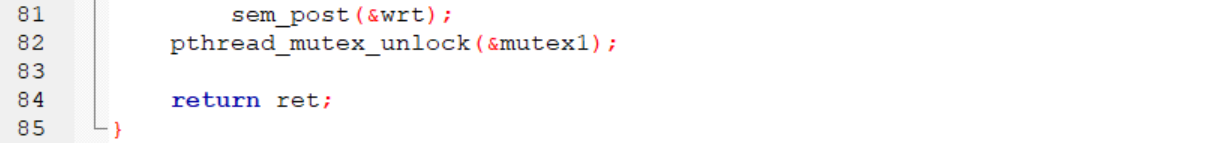 81 sem_post(&wrt);
82 pthread_mutex_unlock(&mutex1);
83
84 return ret;
85 }